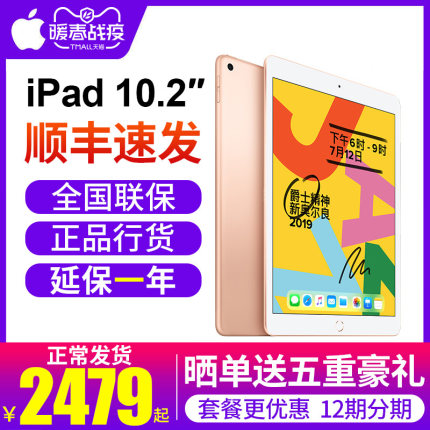 暖春战疫
TMALL天猫
iPad 10.2″
顺丰速发
全国联保
正品行货
延保一年
下午6时 - 9时
7月12日
爵士精神
新奥尔良
2019
正常发货
¥2479起
晒单送五重豪礼
套餐更优惠 12期分期